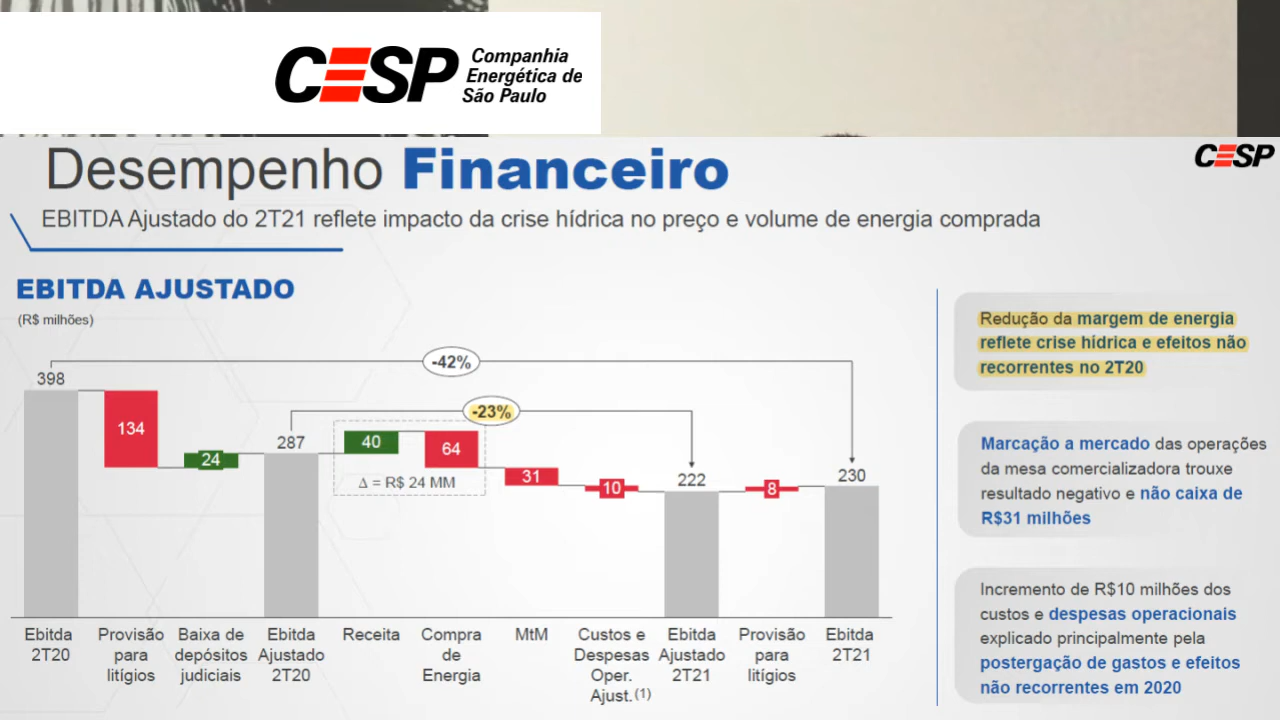 CESP
Companhia
Energética de
São Paulo
CESP
Desempenho Financeiro
EBITDA Ajustado do 2T21 reflete impacto da crise hídrica no preço e volume de energia comprada
EBITDA AJUSTADO
(R$ milhões)
-42%
398
-23%
134
24
287
40
64
Δ = R$ 24 MM
31
10
222
8
230
Ebitda
2T20
Provisão
para
litígios
Baixa de
depósitos
judiciais
Ebitda
Ajustado
2T20
Receita
Compra
de
Energia
MtM
Custos e
Despesas
Oper.
Ajust.(1)
Ebitda
Ajustado
2T21
Provisão
para
litígios
Ebitda
2T21
Redução da margem de energia
reflete crise hídrica e efeitos não
recorrentes no 2T20
Marcação a mercado das operações
da mesa comercializadora trouxe
resultado negativo e não caixa de
R$31 milhões
Incremento de R$10 milhões dos
custos e despesas operacionais
explicado principalmente pela
postergação de gastos e efeitos
não recorrentes em 2020